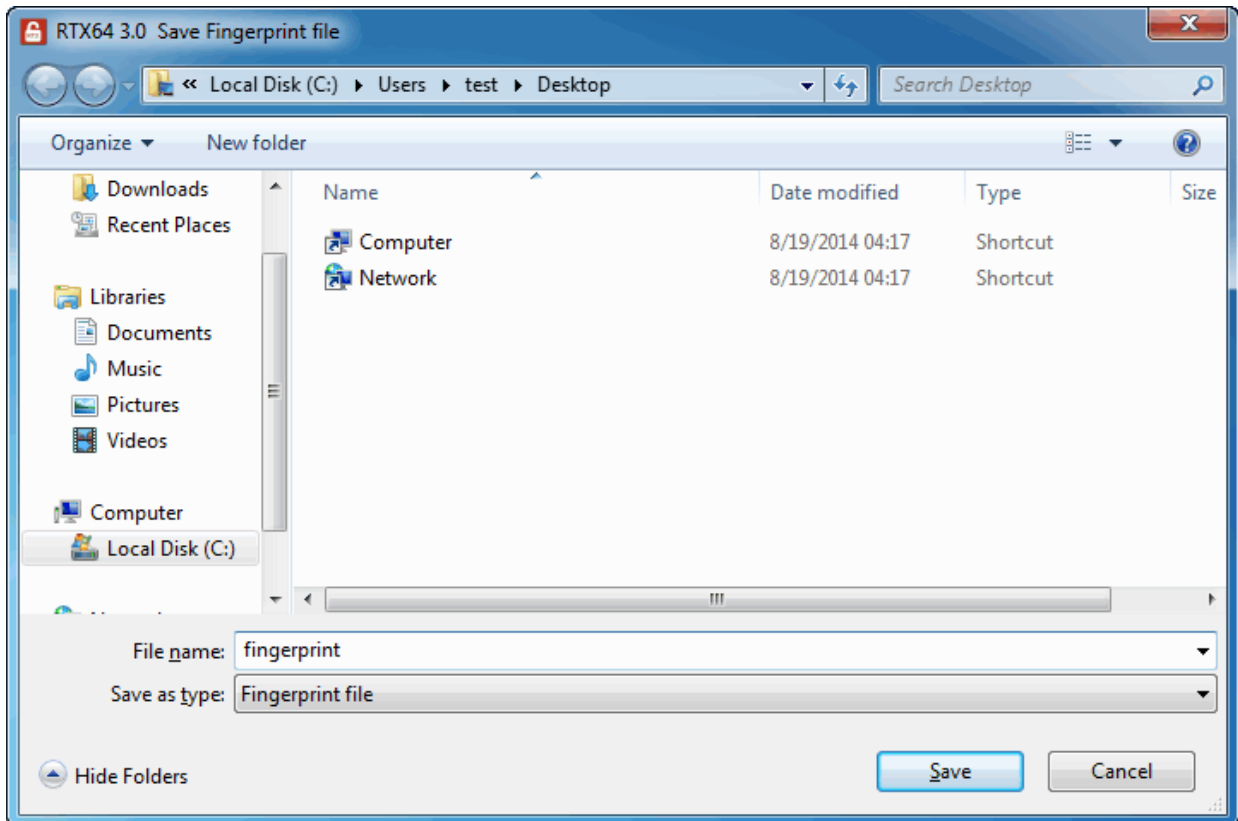 RTX64 3.0 Save Fingerprint file
« Local Disk (C:) Users test Desktop
Search Desktop
Organize
New folder
Downloads
Recent Places
Libraries
Documents
Music
Pictures
Videos
Computer
Local Disk (C:)
Name Date modified Type Size
Computer 8/19/2014 04:17 Shortcut
Network 8/19/2014 04:17 Shortcut
File name: fingerprint
Save as type: Fingerprint file
Hide Folders
Save
Cancel